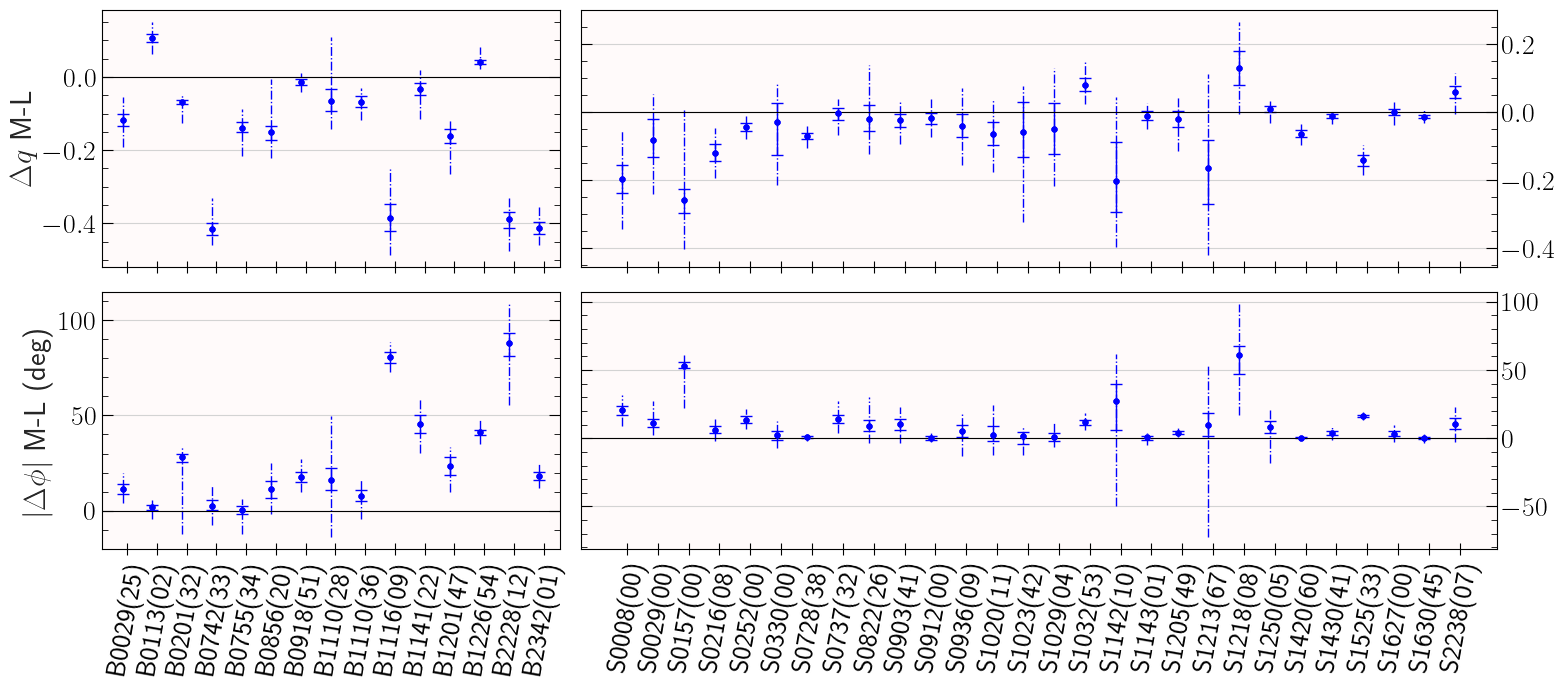 Δq M-L
0.0
−0.2
−0.4
0.2
0.0
−0.2
−0.4
|Δϕ| M-L (deg)
100
50
0
100
50
0
−50
B0029(25)
B0113(02)
B0201(32)
B0742(33)
B0755(34)
B0856(20)
B0918(51)
B1110(28)
B1110(36)
B1116(09)
B1141(22)
B1201(47)
B1226(54)
B2228(12)
B2342(01)
S0008(00)
S0029(00)
S0157(00)
S0216(08)
S0252(00)
S0330(00)
S0728(38)
S0737(32)
S0822(26)
S0903(41)
S0912(00)
S0936(09)
S1020(11)
S1023(42)
S1029(04)
S1032(53)
S1142(10)
S1143(01)
S1205(49)
S1213(67)
S1218(08)
S1250(05)
S1420(60)
S1430(41)
S1525(33)
S1627(00)
S1630(45)
S2238(07)